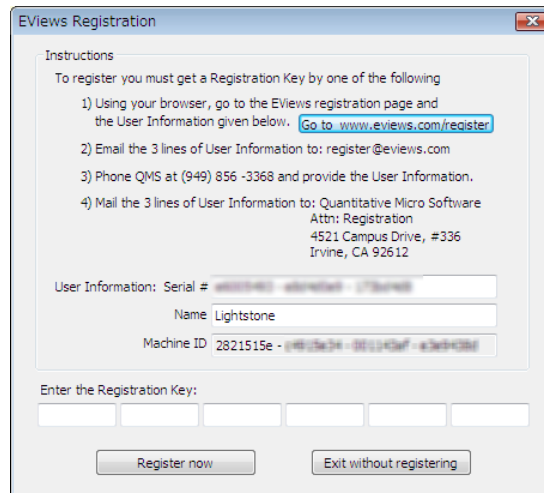 EViews Registration
Instructions
To register you must get a Registration Key by one of the following
1) Using your browser, go to the EViews registration page and
the User Information given below. Go to www.eviews.com/register
2) Email the 3 lines of User Information to: register@eviews.com
3) Phone QMS at (949) 856 -3368 and provide the User Information.
4) Mail the 3 lines of User Information to: Quantitative Micro Software
Attn: Registration
4521 Campus Drive, #336
Irvine, CA 92612
User Information: Serial #
Name Lightstone
Machine ID 2821515e -
Enter the Registration Key:
Register now Exit without registering